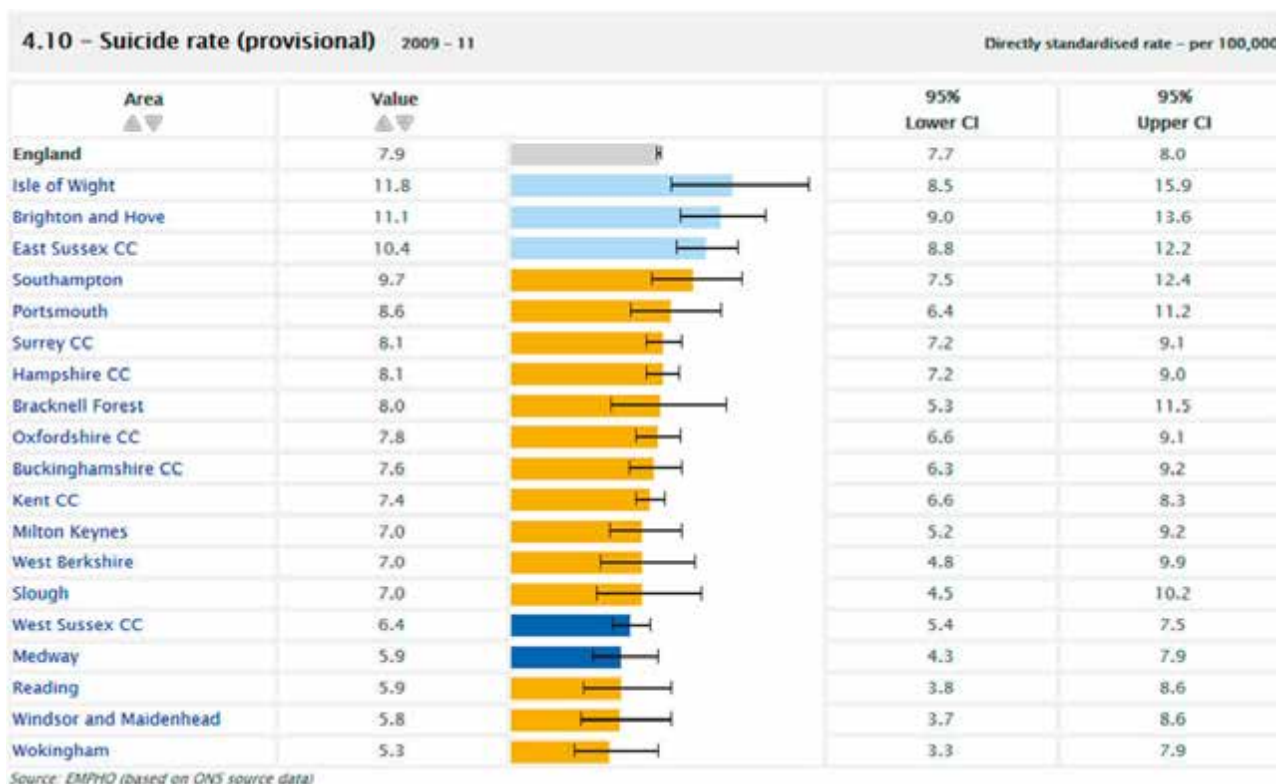 4.10 – Suicide rate (provisional) 2009 – 11 Directly standardised rate – per 100,000
Area Value 95% Lower CI 95% Upper CI
England 7.9 7.7 8.0
Isle of Wight 11.8 8.5 15.9
Brighton and Hove 11.1 9.0 13.6
East Sussex CC 10.4 8.8 12.2
Southampton 9.7 7.5 12.4
Portsmouth 8.6 6.4 11.2
Surrey CC 8.1 7.2 9.1
Hampshire CC 8.1 7.2 9.0
Bracknell Forest 8.0 5.3 11.5
Oxfordshire CC 7.8 6.6 9.1
Buckinghamshire CC 7.6 6.3 9.2
Kent CC 7.4 6.6 8.3
Milton Keynes 7.0 5.2 9.2
West Berkshire 7.0 4.8 9.9
Slough 7.0 4.5 10.2
West Sussex CC 6.4 5.4 7.5
Medway 5.9 4.3 7.9
Reading 5.9 3.8 8.6
Windsor and Maidenhead 5.8 3.7 8.6
Wokingham 5.3 3.3 7.9
Source: EMPHO (based on ONS source data)